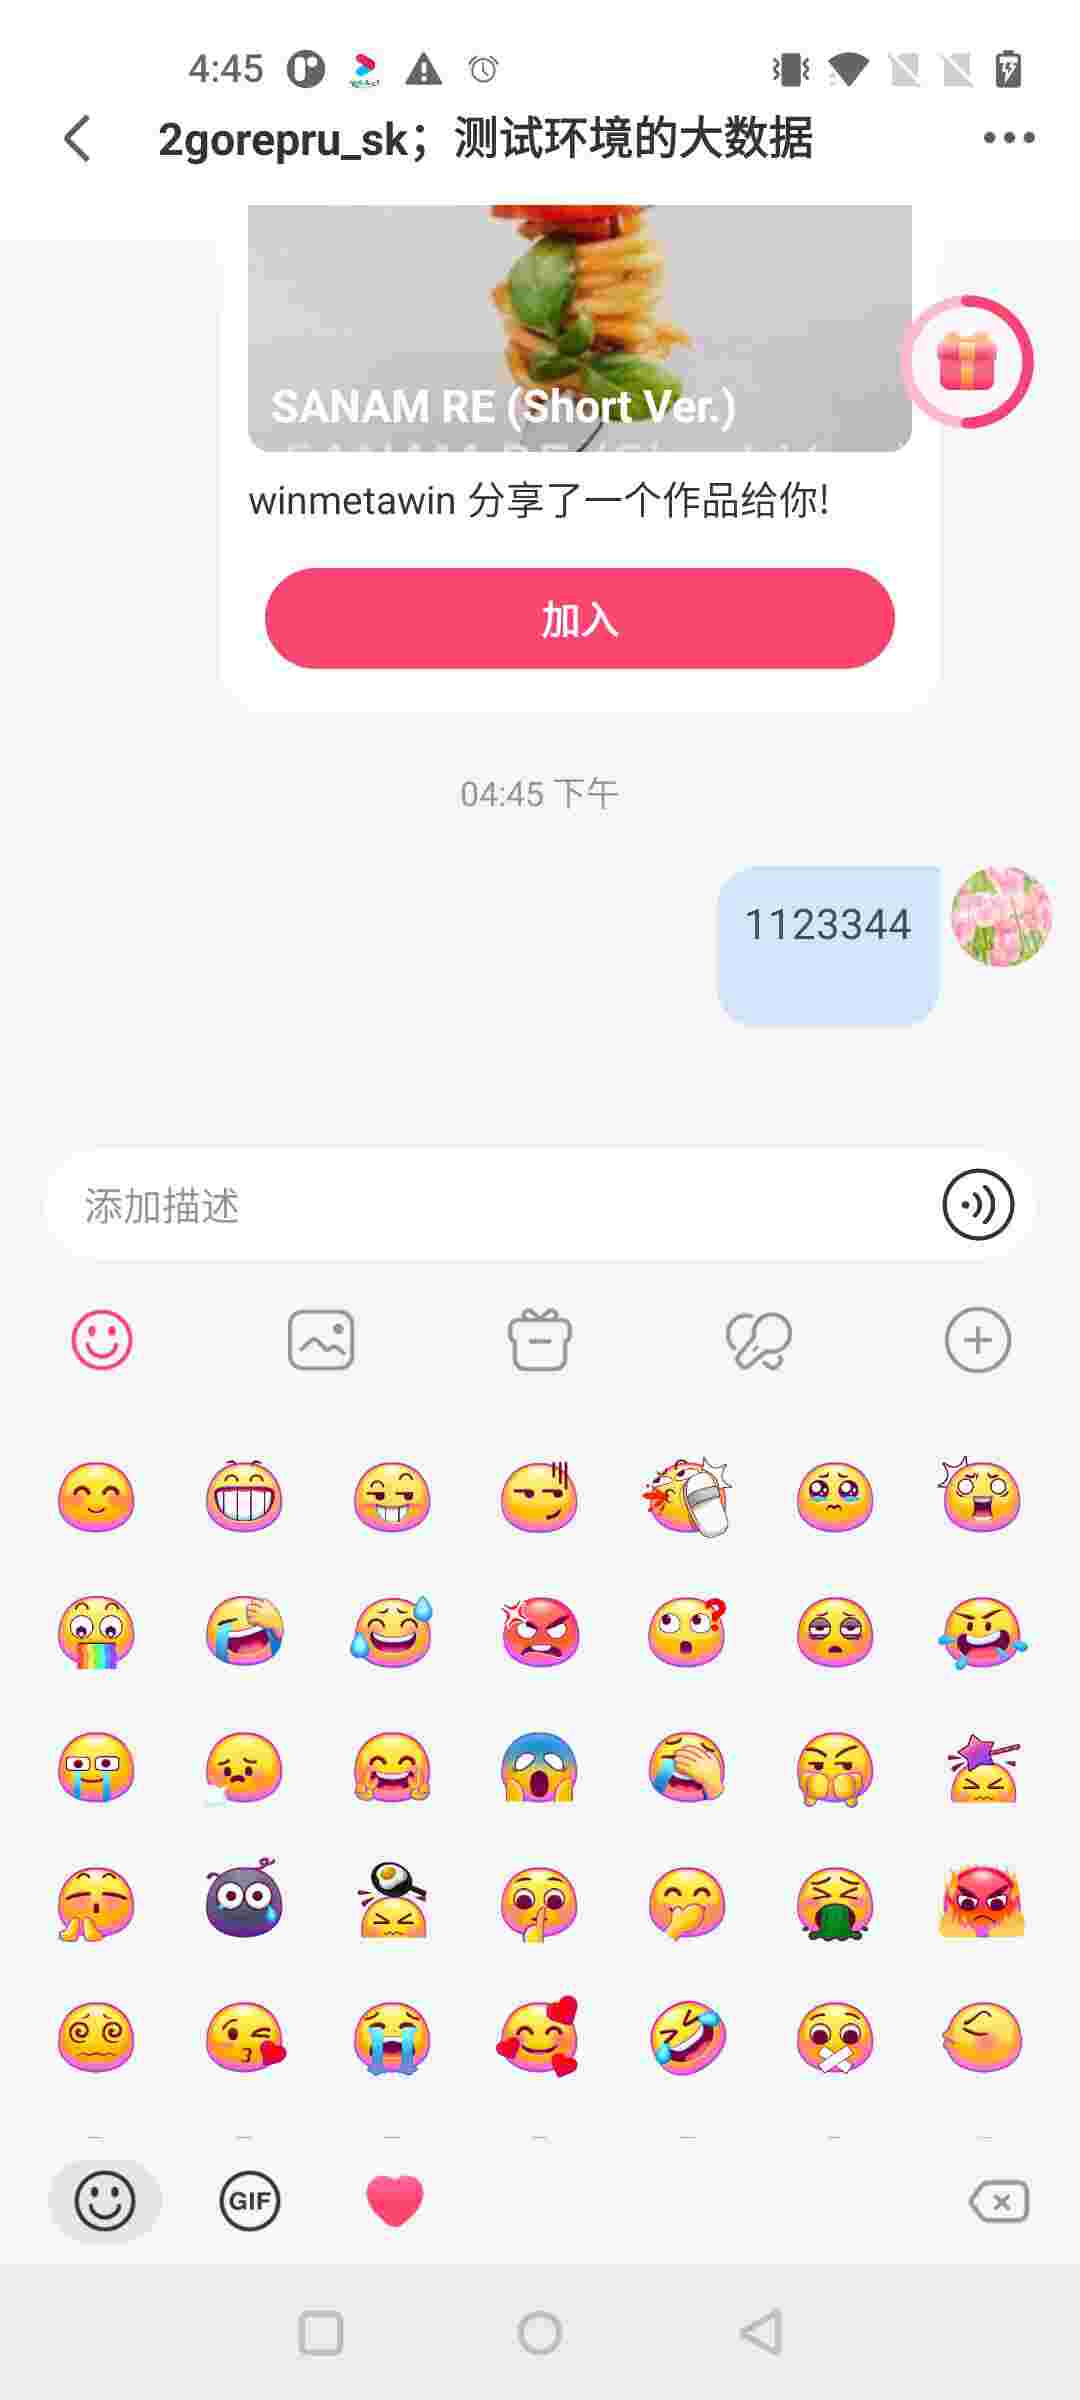 4:45
2gorepru_sk；测试环境的大数据
SANAM RE (Short Ver.)
winmetawin 分享了一个作品给你!
加入
04:45 下午
1123344
添加描述
GIF